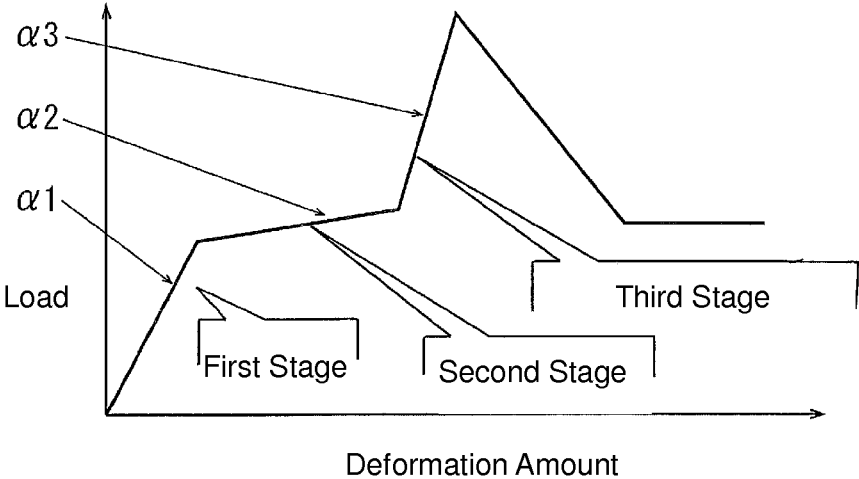 α3
α2
α1
Load
Third Stage
First Stage
Second Stage
Deformation Amount